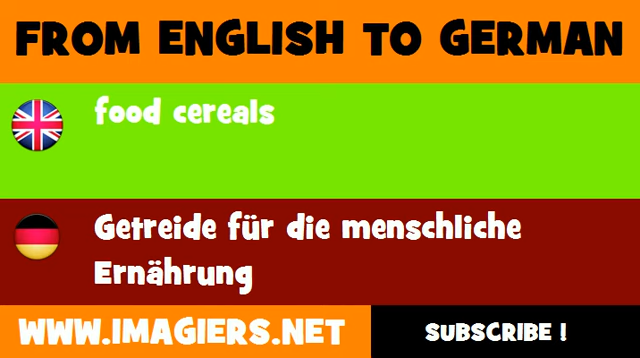 FROM ENGLISH TO GERMAN
food cereals
Getreide für die menschliche
Ernährung
WWW.IMAGIERS.NET
SUBSCRIBE !